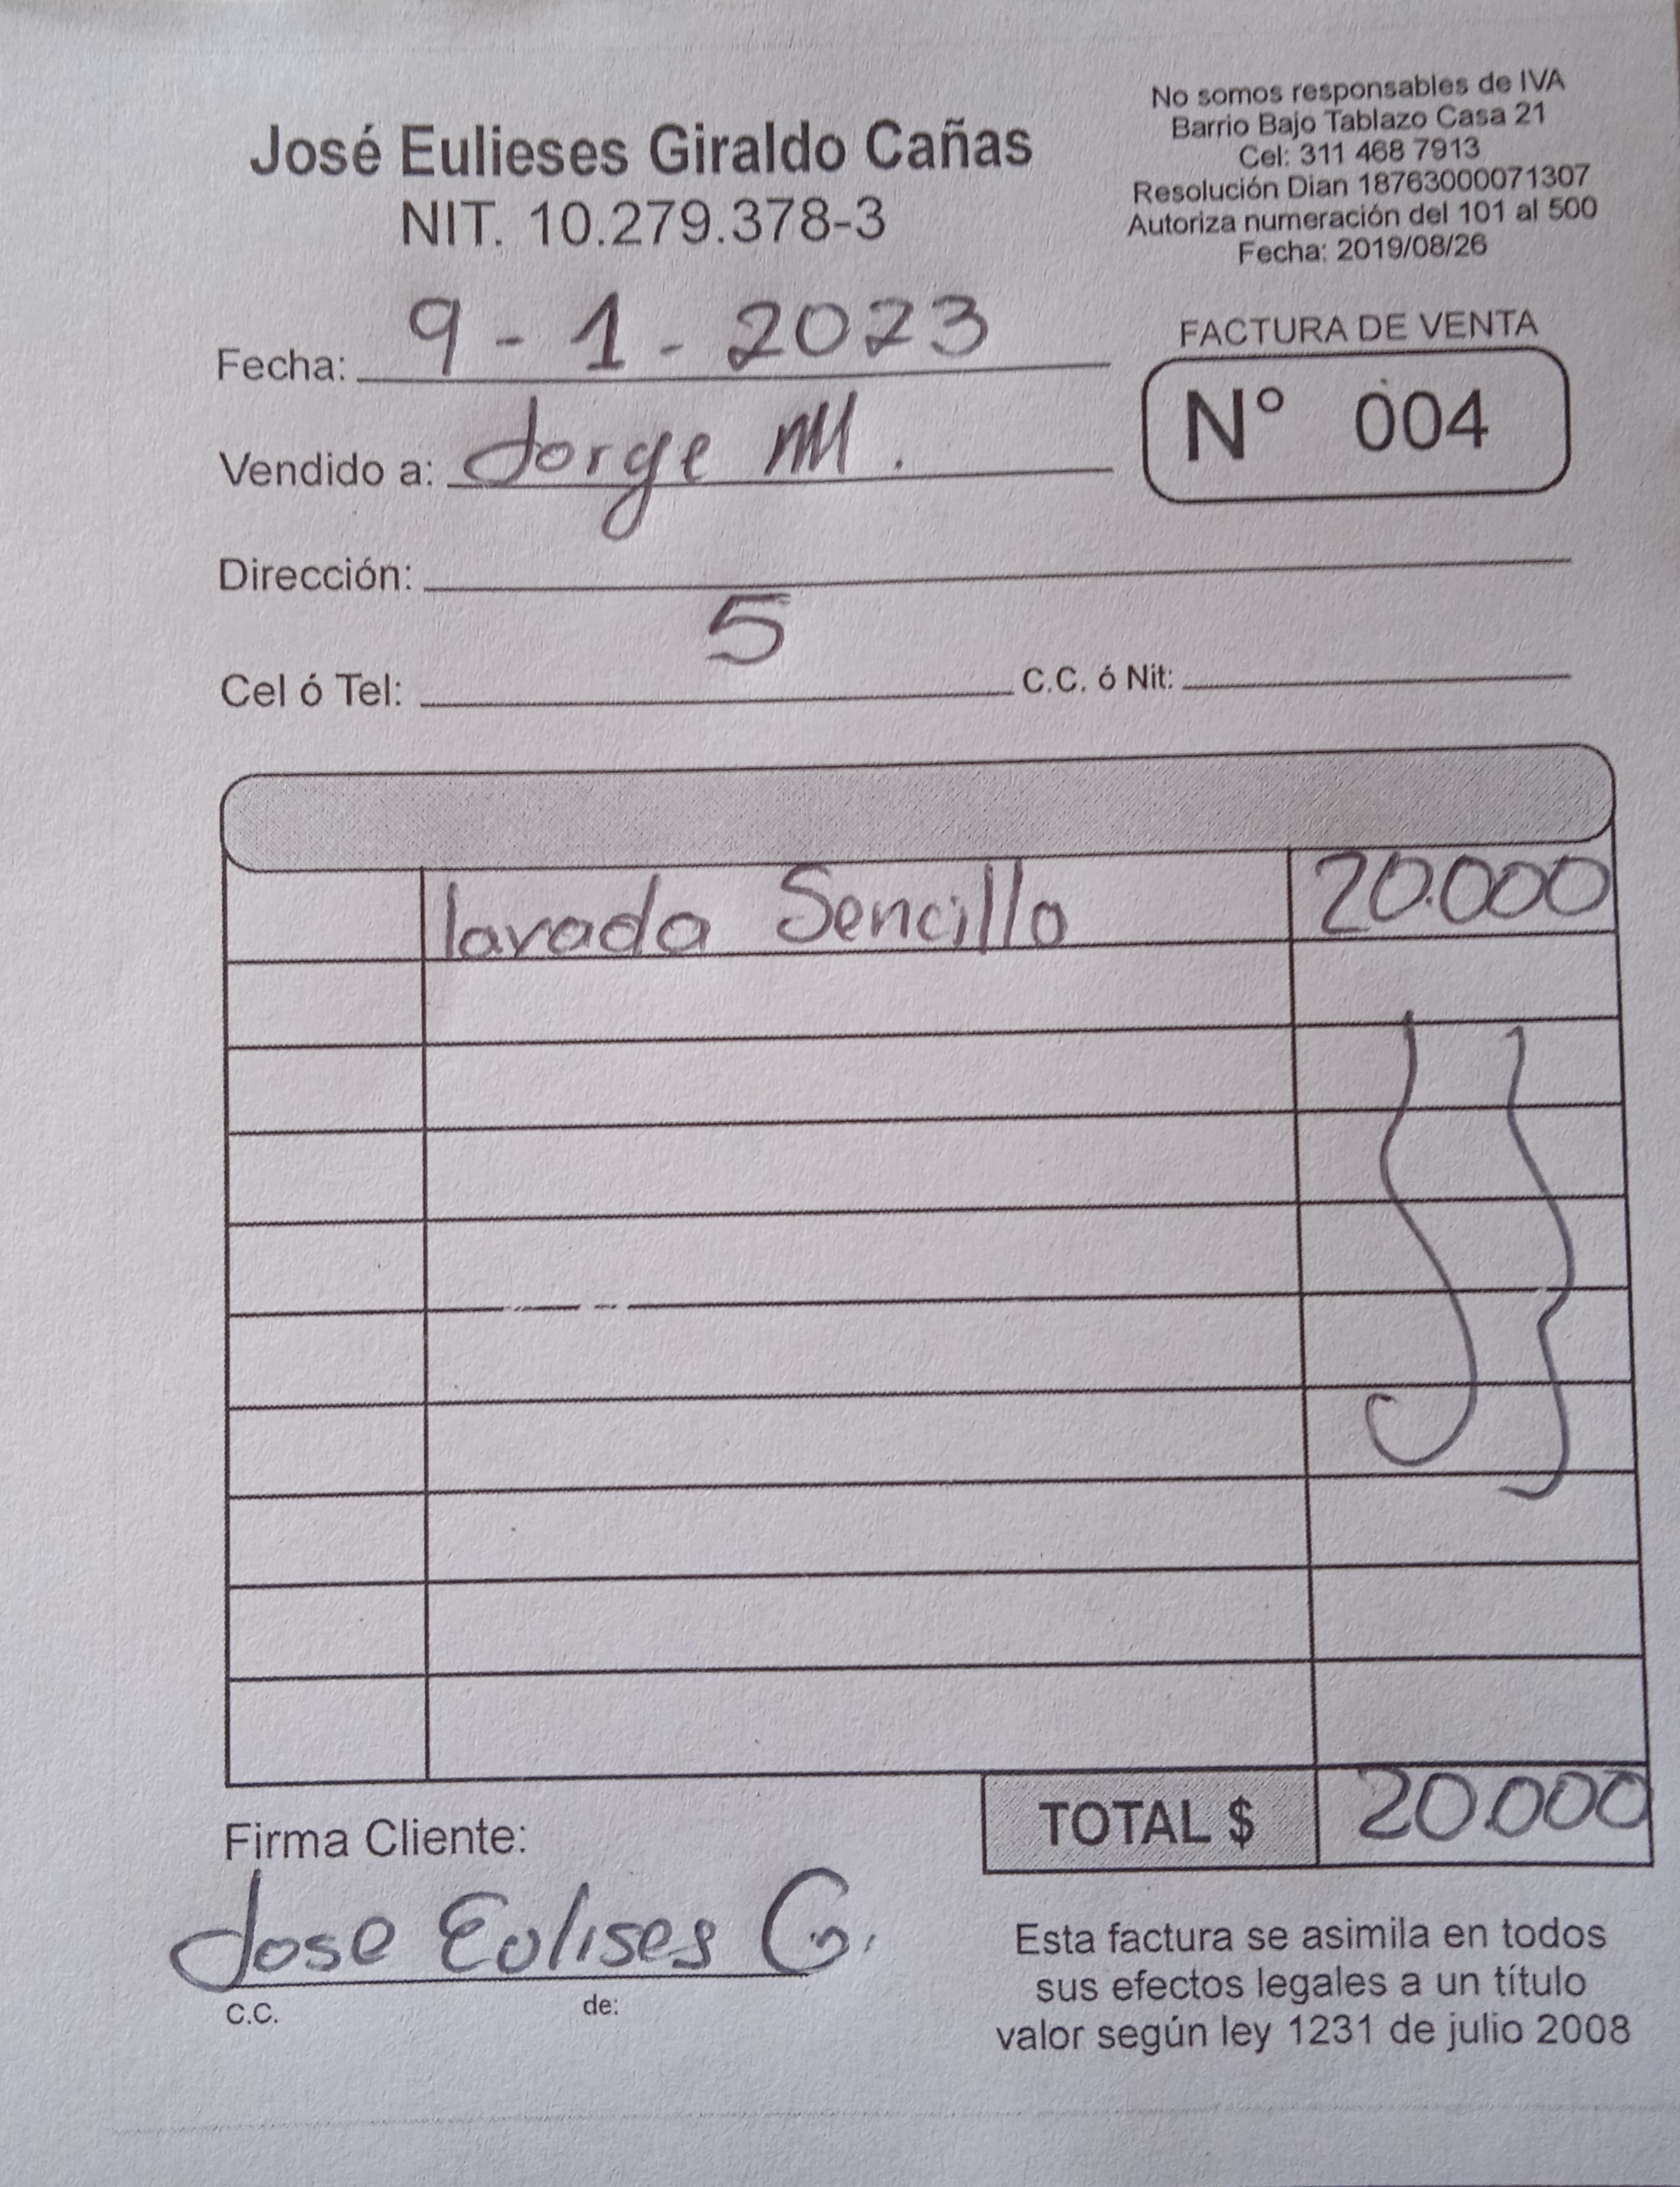 No somos responsables de IVA
Barrio Bajo Tablazo Casa 21
Cel: 311 468 7913
Resolución Dian 18763000071307
Autoriza numeración del 101 al 500
Fecha: 2019/08/26
José Eulieses Giraldo Cañas
NIT. 10.279.378-3
FACTURA DE VENTA
N° 004
Fecha: 9-1-2023
Vendido a: Jorge M.
Dirección:
5
Cel ó Tel: C.C. ó Nit:
lavada Sencillo 20.000
TOTAL $ 20.000
Firma Cliente:
Jose Eulises G.
C.C. de:
Esta factura se asimila en todos
sus efectos legales a un título
valor según ley 1231 de julio 2008